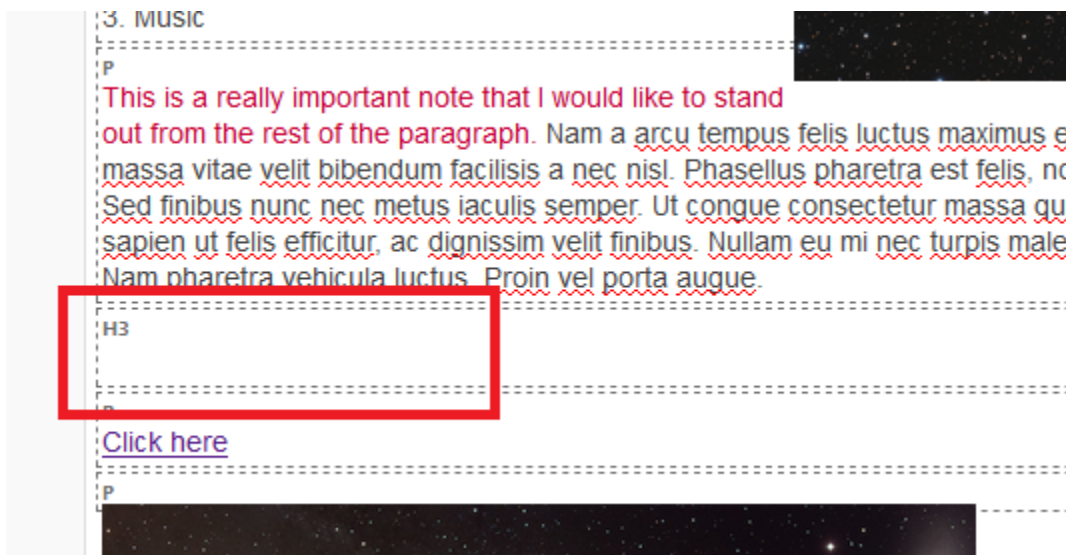 3. Music
P
This is a really important note that I would like to stand
out from the rest of the paragraph. Nam a arcu tempus felis luctus maximus e
massa vitae velit bibendum facilisis a nec nisl. Phasellus pharetra est felis, no
Sed finibus nunc nec metus iaculis semper. Ut congue consectetur massa qu
sapien ut felis efficitur, ac dignissim velit finibus. Nullam eu mi nec turpis male
Nam pharetra vehicula luctus. Proin vel porta augue.
H3
P
Click here
P